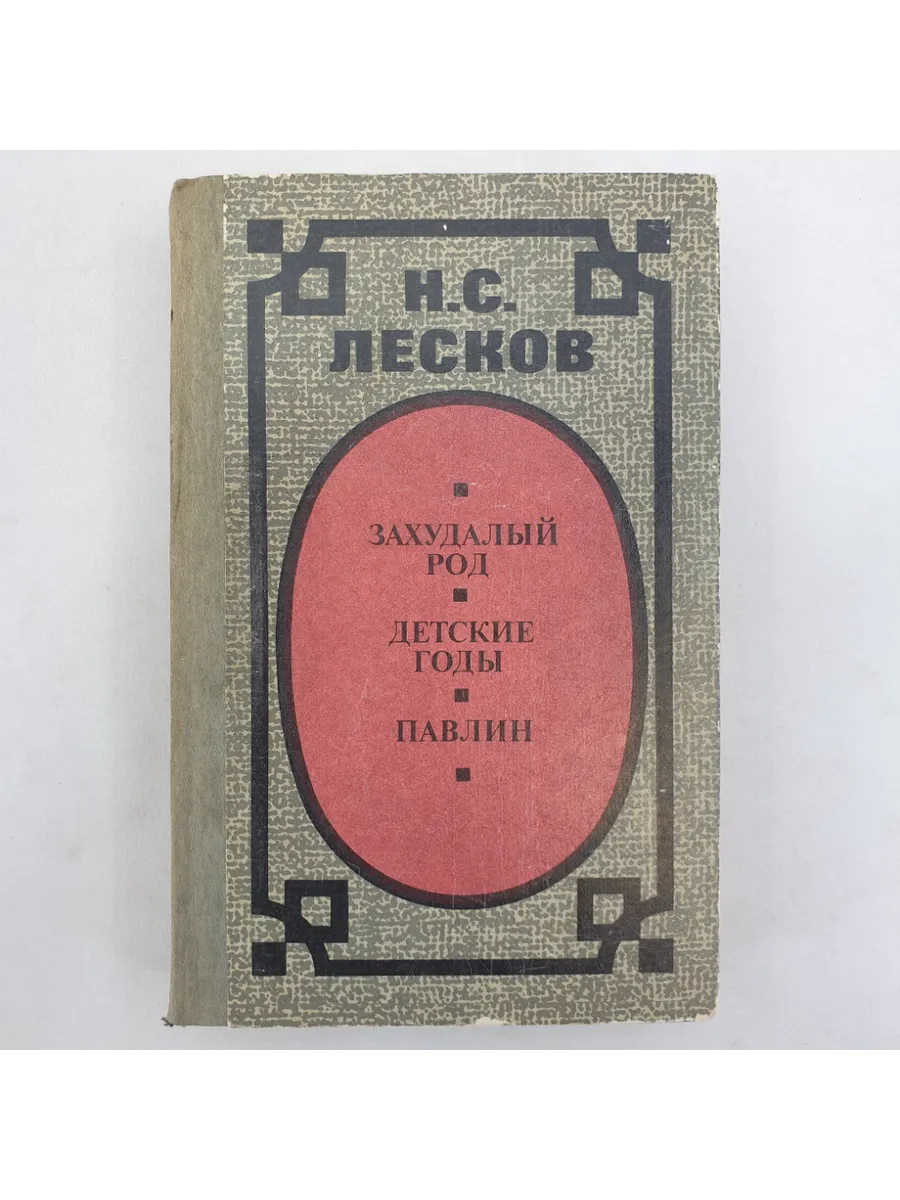 Н.С.
ЛЕСКОВ
ЗАХУДАЛЫЙ
РОД
ДЕТСКИЕ
ГОДЫ
ПАВЛИН